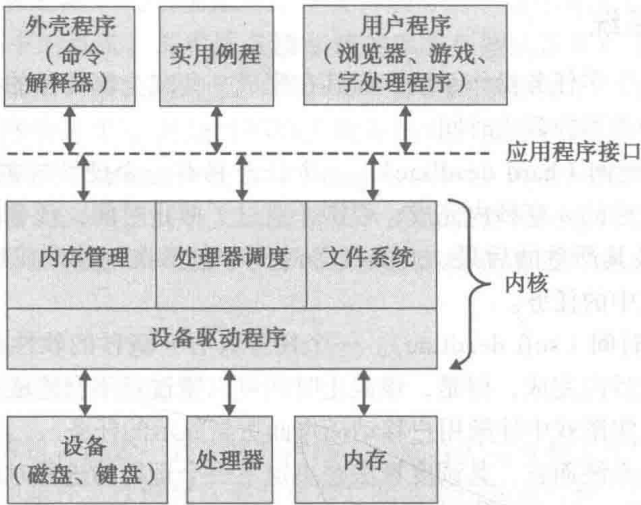 外壳程序
（命令
解释器）
实用例程
用户程序
（浏览器、游戏、
字处理程序）
应用程序接口
内存管理
处理器调度
文件系统
内核
设备驱动程序
设备
（磁盘、键盘）
处理器
内存